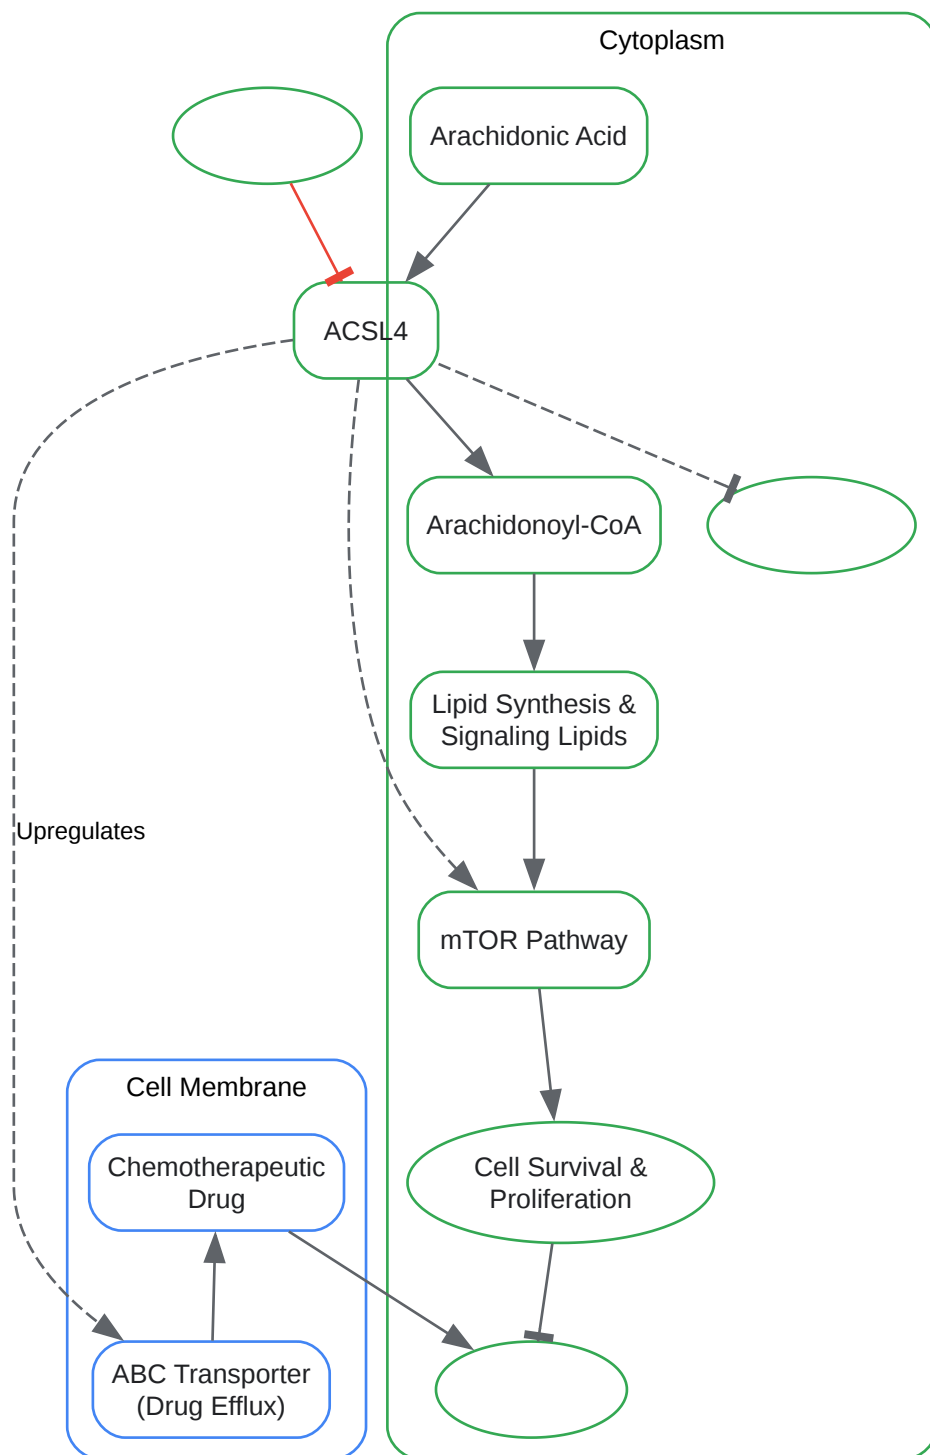 Cytoplasm
Arachidonic Acid
ACSL4
Arachidonoyl-CoA
Lipid Synthesis &
Signaling Lipids
Upregulates
mTOR Pathway
Cell Membrane
Chemotherapeutic
Drug
Cell Survival &
Proliferation
ABC Transporter
(Drug Efflux)